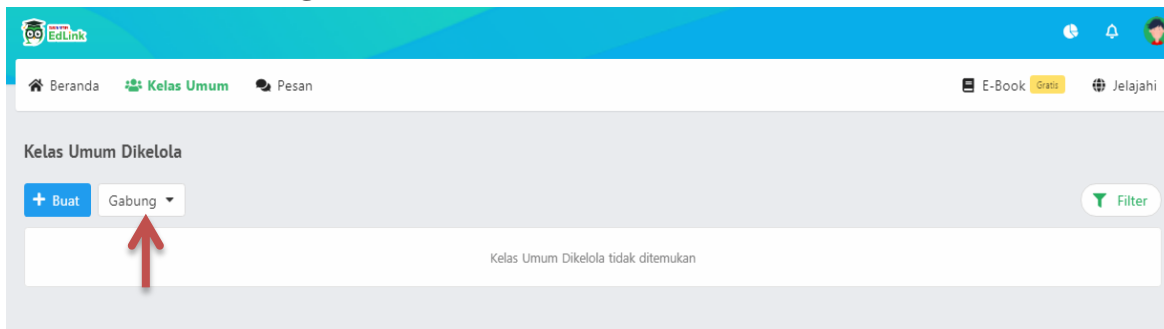 EdLink
Beranda Kelas Umum Pesan E-Book Gratis Jelajahi
Kelas Umum Dikelola
+ Buat Gabung Filter
Kelas Umum Dikelola tidak ditemukan